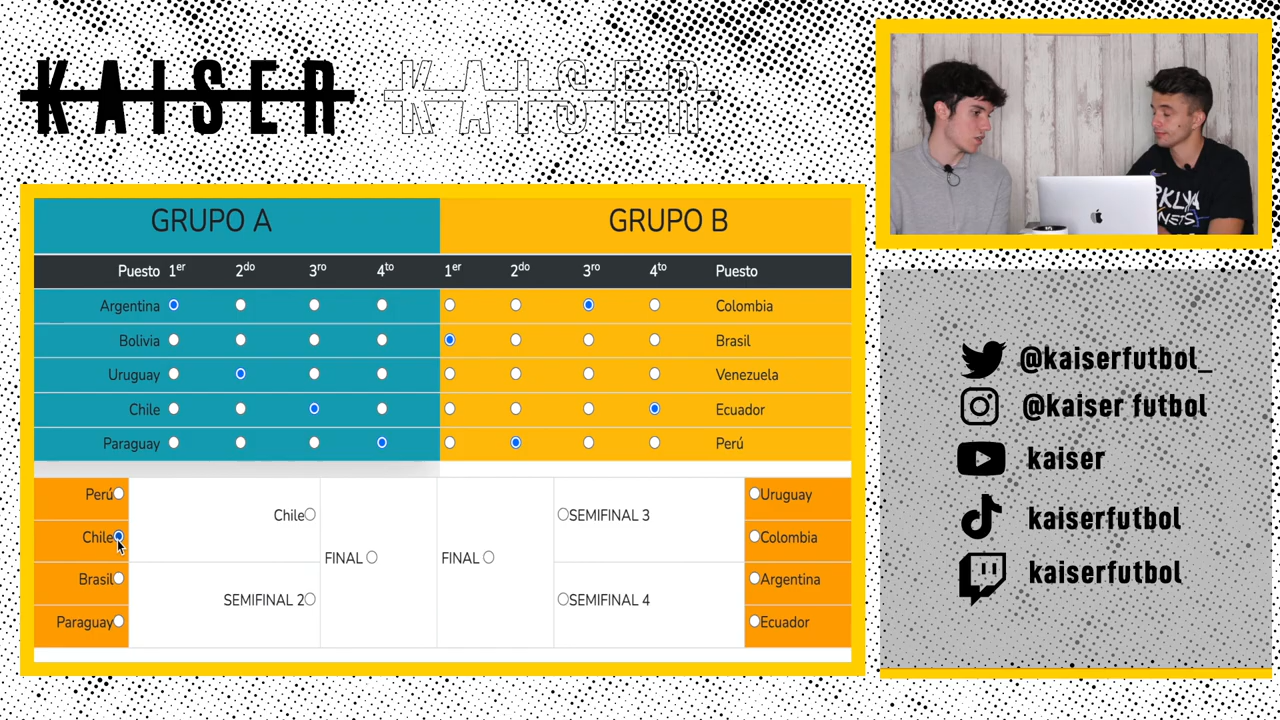 KAISER KAISER
GRUPO A GRUPO B
Puesto 1er 2do 3ro 4to 1er 2do 3ro 4to Puesto
Argentina Colombia
Bolivia Brasil
Uruguay Venezuela
Chile Ecuador
Paraguay Perú
Perú Uruguay
Chile SEMIFINAL 3
Chile Colombia
FINAL FINAL
Brasil Argentina
SEMIFINAL 2 SEMIFINAL 4
Paraguay Ecuador
@kaiserfutbol_
@kaiser futbol
kaiser
kaiserfutbol
kaiserfutbol
NETS